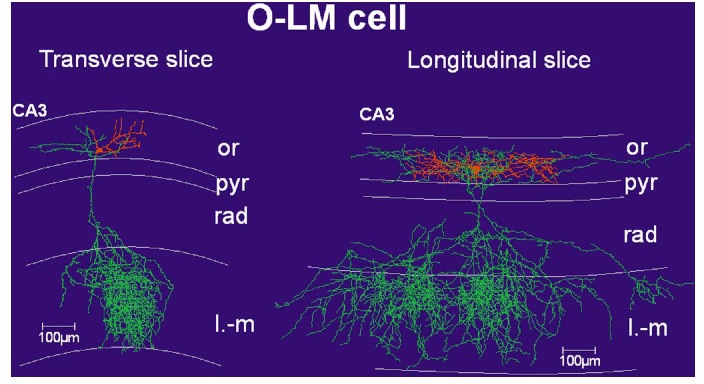 O-LM cell
Transverse slice
Longitudinal slice
CA3
or
pyr
rad
l.-m
100µm
CA3
or
pyr
rad
l.-m
100µm